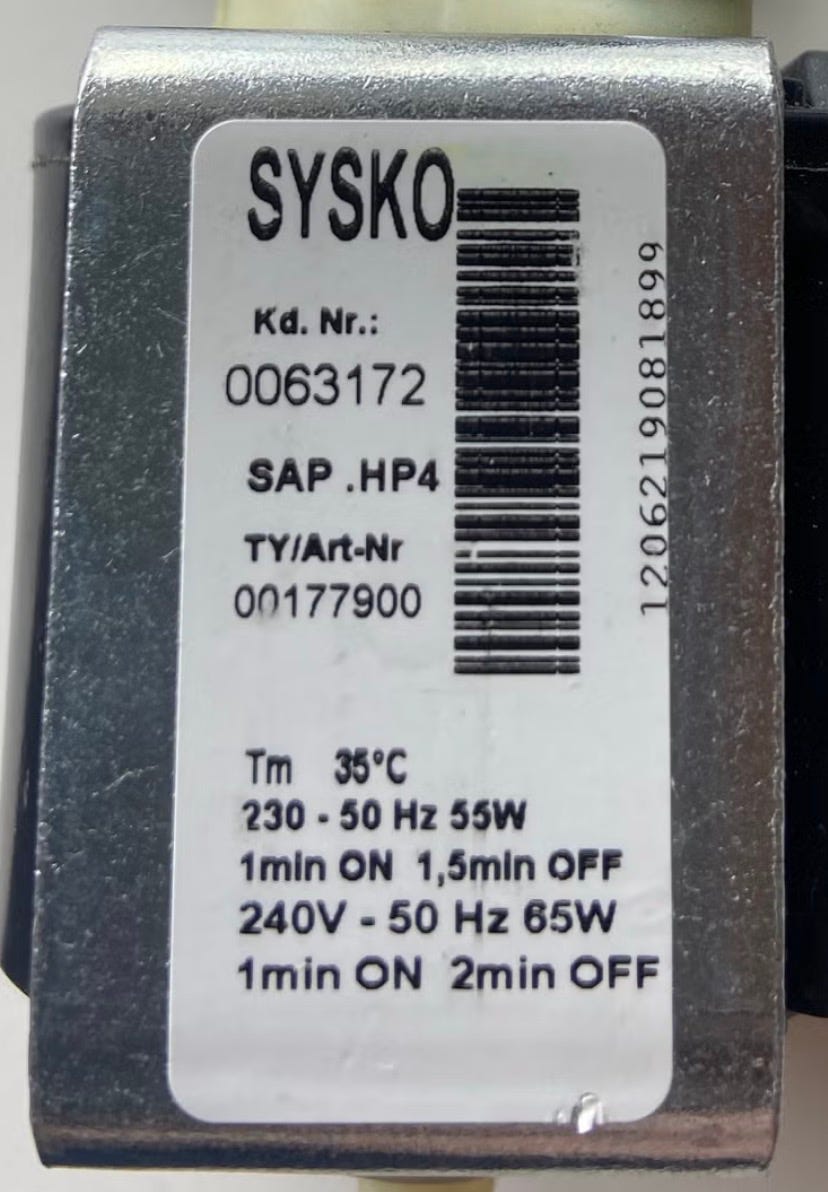 SYSKO
Kd. Nr.:
0063172
SAP .HP4
TY/Art-Nr
00177900
Tm 35°C
230 - 50 Hz 55W
1min ON 1,5min OFF
240V - 50 Hz 65W
1min ON 2min OFF
1206219081899